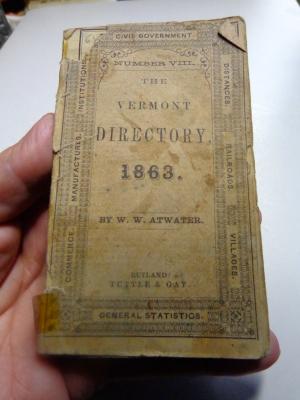 CIVIL GOVERNMENT.
NUMBER VIII.
THE
VERMONT
DIRECTORY,
1863.
BY W. W. ATWATER.
RUTLAND:
TUTTLE & GAY.
COMMERCE. MANUFACTURES. INSTITUTIONS.
DISTANCES. RAILROADS. VILLAGES.
GENERAL STATISTICS.